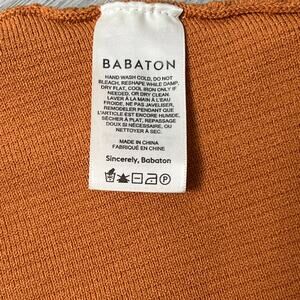 BABATON
HAND WASH COLD, DO NOT
BLEACH, RESHAPE WHILE DAMP,
DRY FLAT, COOL IRON ONLY IF
NEEDED, OR DRY CLEAN.
LAVER À LA MAIN À L'EAU
FROIDE, NE PAS JAVELISER,
REMODELER PENDANT QUE
L'ARTICLE EST ENCORE HUMIDE,
SÉCHER À PLAT, REPASSAGE
DOUX SI NÉCESSAIRE, OU
NETTOYER À SEC.
MADE IN CHINA
FABRIQUÉ EN CHINE
Sincerely, Babaton